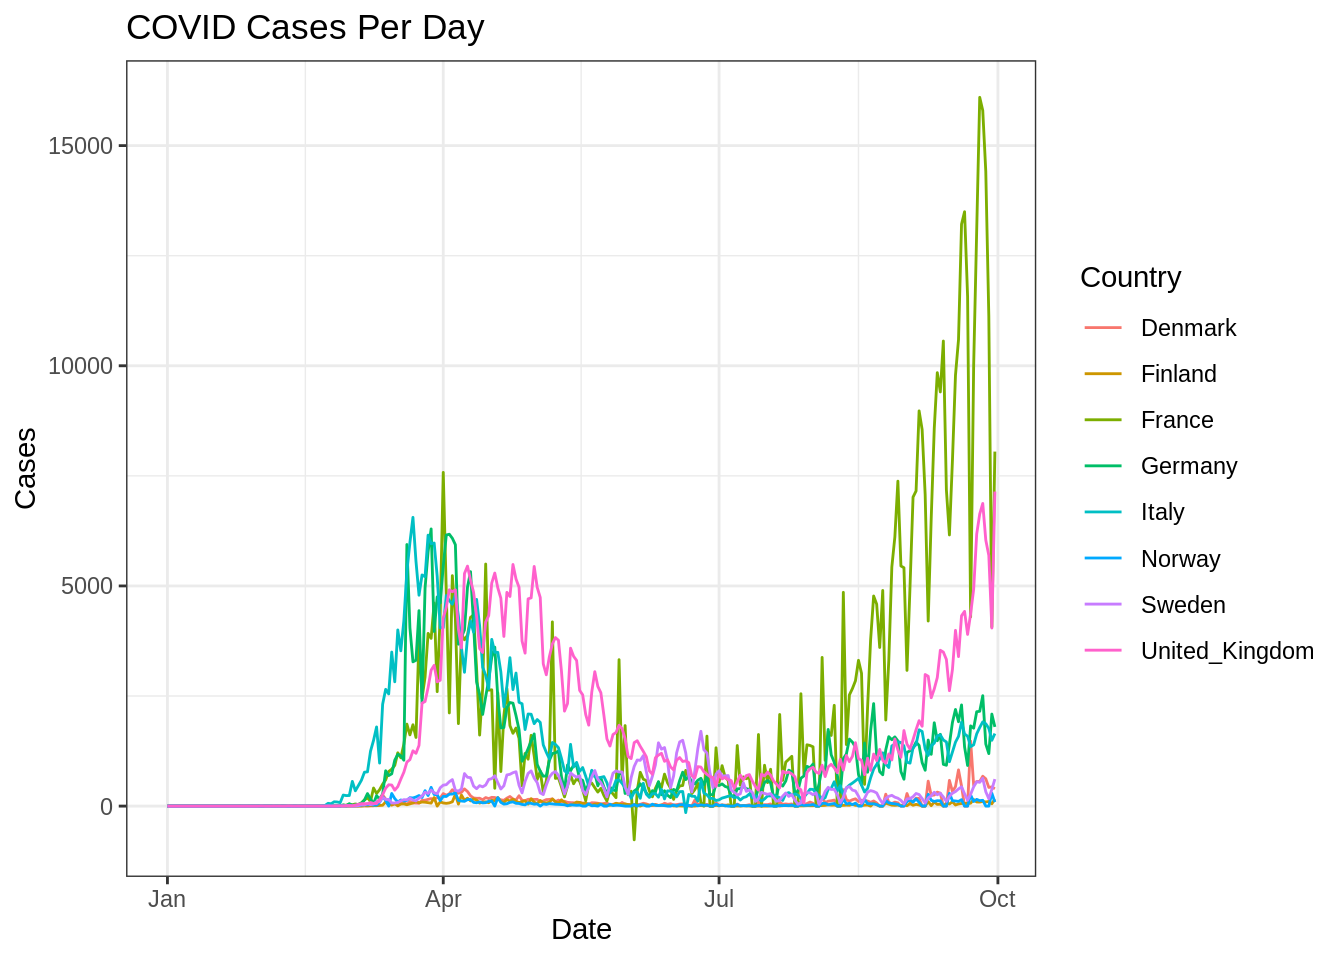 COVID Cases Per Day
15000
10000
5000
0
Cases
Jan
Apr
Jul
Oct
Date
Country
Denmark
Finland
France
Germany
Italy
Norway
Sweden
United_Kingdom